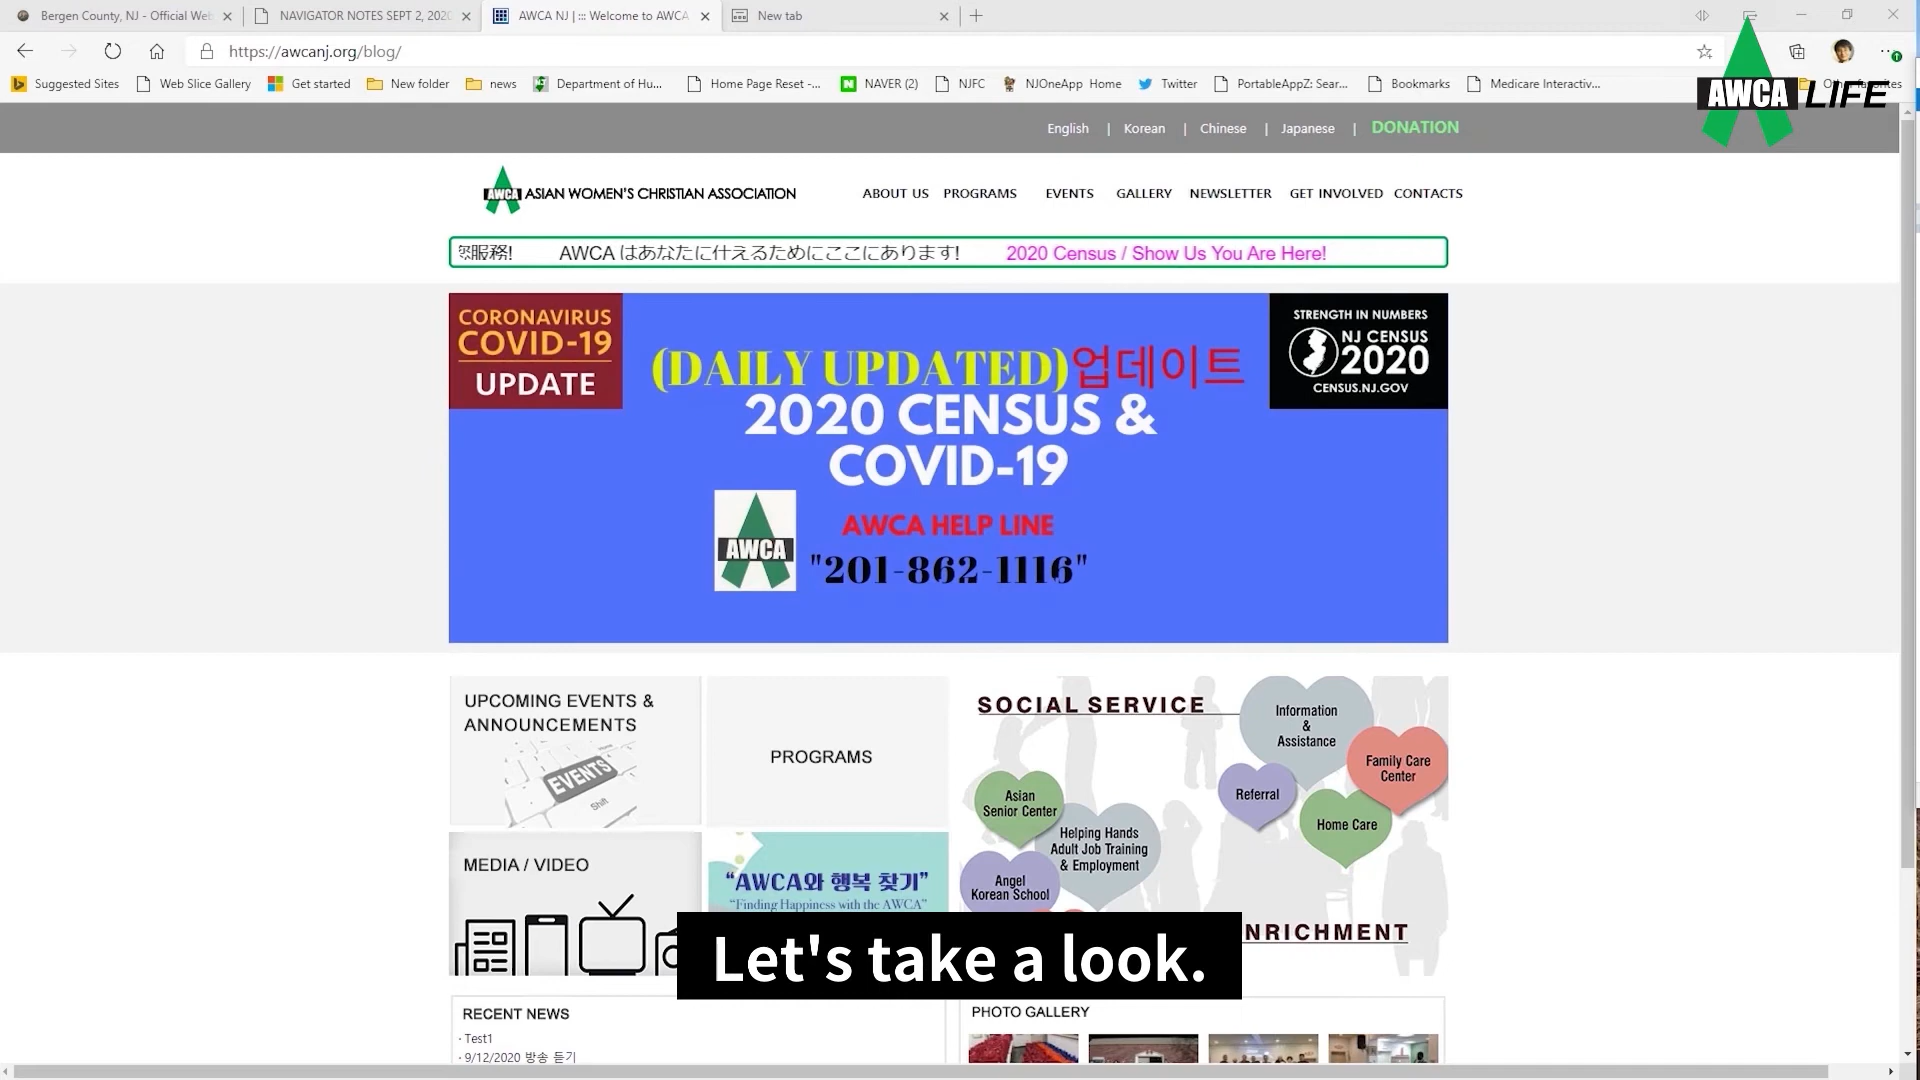 Bergen County, NJ - Official Web
NAVIGATOR NOTES SEPT 2, 2020
AWCA NJ | ::: Welcome to AWCA
New tab
https://awcanj.org/blog/
Suggested Sites
Web Slice Gallery
Get started
New folder
news
Department of Hu...
Home Page Reset -...
NAVER (2)
NJFC
NJOneApp Home
Twitter
PortableAppZ: Sear...
Bookmarks
Medicare Interactiv...
Other favorites
AWCA LIFE
English | Korean | Chinese | Japanese | DONATION
AWCA ASIAN WOMEN'S CHRISTIAN ASSOCIATION
ABOUT US PROGRAMS EVENTS GALLERY NEWSLETTER GET INVOLVED CONTACTS
您服務! AWCA はあなたに仕えるためにここにあります! 2020 Census / Show Us You Are Here!
CORONAVIRUS
COVID-19
UPDATE
(DAILY UPDATED)업데이트
2020 CENSUS &
COVID-19
AWCA HELP LINE
"201-862-1116"
AWCA
STRENGTH IN NUMBERS
NJ CENSUS
2020
CENSUS.NJ.GOV
UPCOMING EVENTS &
ANNOUNCEMENTS
EVENTS
Shift
PROGRAMS
MEDIA / VIDEO
“AWCA와 행복 찾기”
“Finding Happiness with the AWCA”
SOCIAL SERVICE
Information
&
Assistance
Family Care
Center
Referral
Home Care
Asian
Senior Center
Helping Hands
Adult Job Training
& Employment
Angel
Korean School
NRICHMENT
Let's take a look.
RECENT NEWS
· Test1
· 9/12/2020 방송 듣기
PHOTO GALLERY